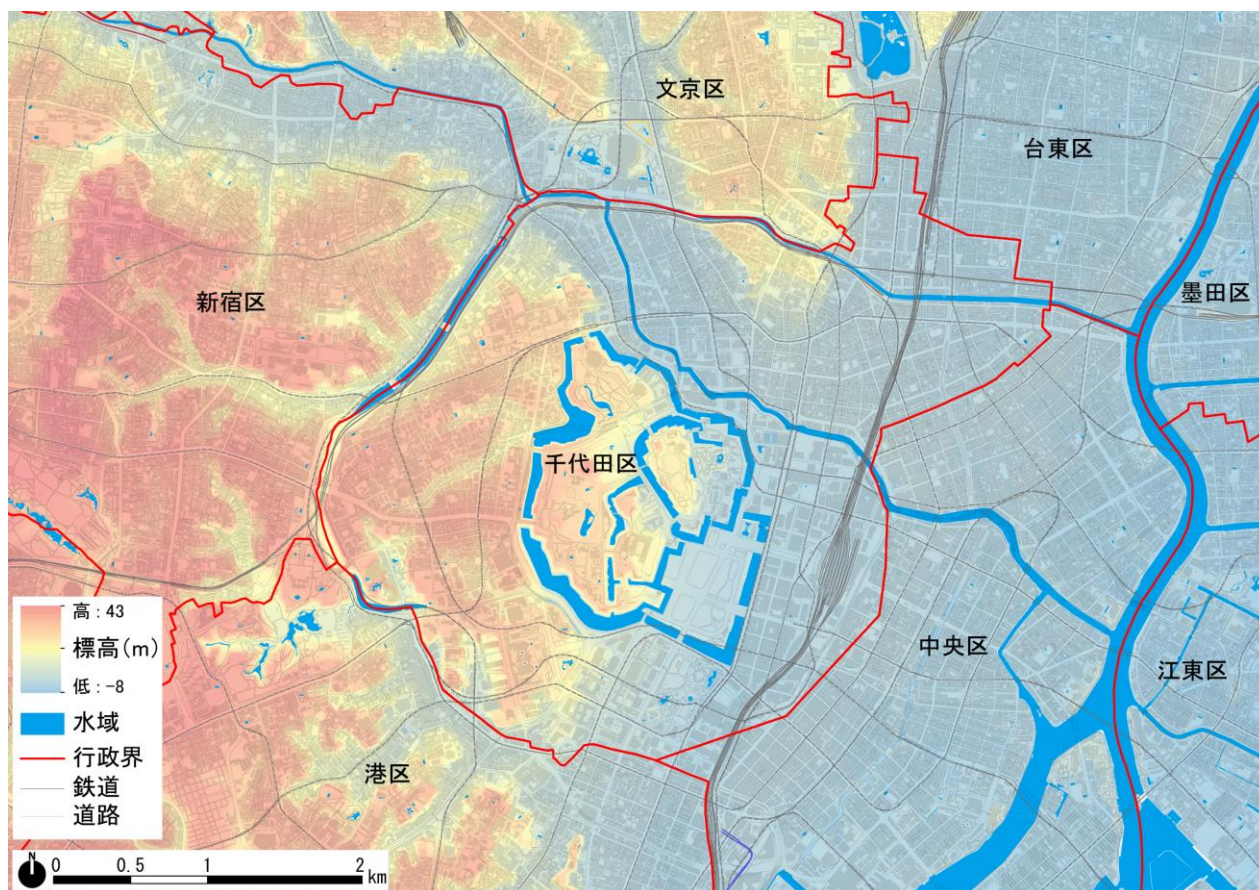 文京区
台東区
墨田区
新宿区
千代田区
中央区
江東区
港区
高：43
標高(m)
低：-8
水域
行政界
鉄道
道路
N
0 0.5 1 2
km